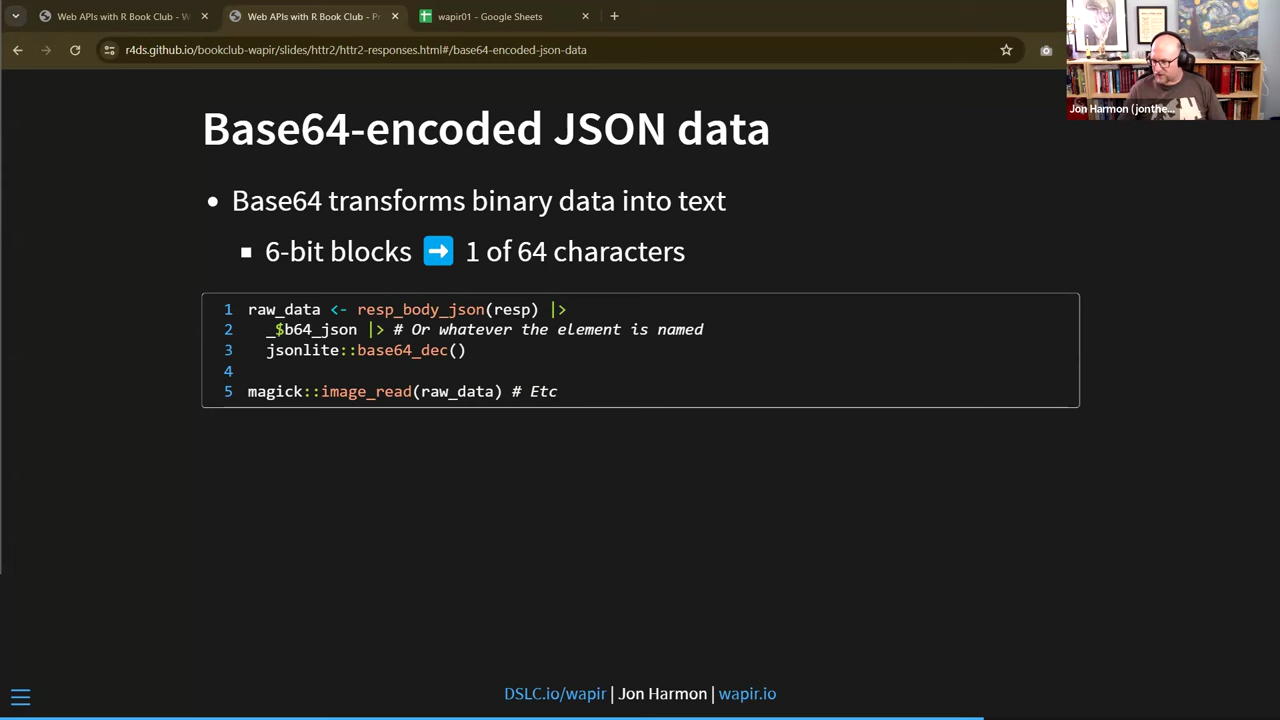 Web APIs with R Book Club - W
Web APIs with R Book Club - Pr
wapir01 - Google Sheets
r4ds.github.io/bookclub-wapir/slides/httr2/httr2-responses.html#/base64-encoded-json-data
Jon Harmon (jonthe...
Base64-encoded JSON data
Base64 transforms binary data into text
6-bit blocks ➡ 1 of 64 characters
1 raw_data <- resp_body_json(resp) |>
2 _$b64_json |> # Or whatever the element is named
3 jsonlite::base64_dec()
4
5 magick::image_read(raw_data) # Etc
DSLC.io/wapir | Jon Harmon | wapir.io